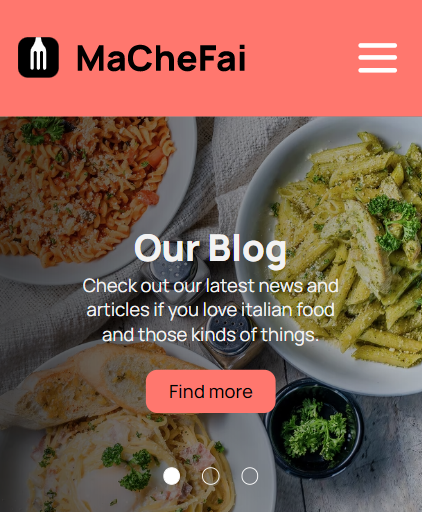 MaCheFai
Our Blog
Check out our latest news and
articles if you love italian food
and those kinds of things.
Find more